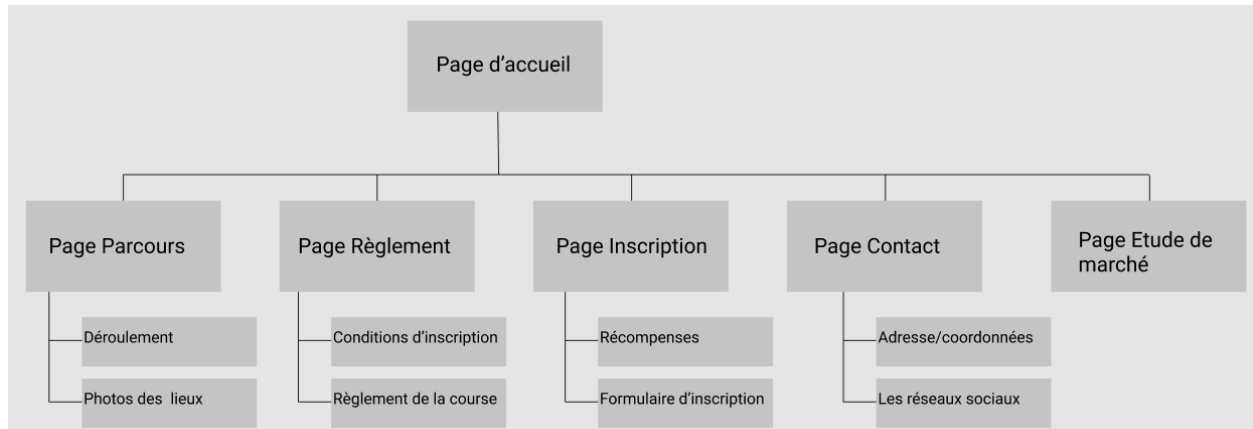 Page d’accueil
Page Parcours
Page Règlement
Page Inscription
Page Contact
Page Etude de
marché
Déroulement
Conditions d’inscription
Récompenses
Adresse/coordonnées
Photos des  lieux
Règlement de la course
Formulaire d’inscription
Les réseaux sociaux